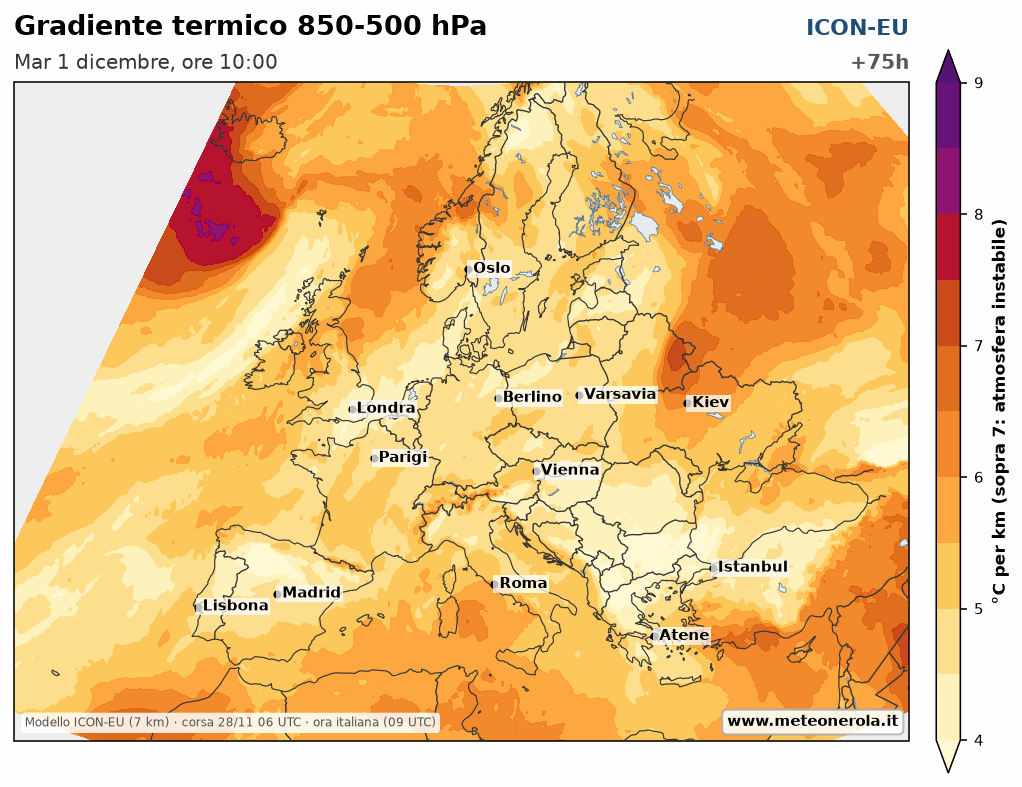 Gradiente termico 850-500 hPa
ICON-EU
Mar 1 dicembre, ore 10:00
+75h
9
8
7
6
5
4
°C per km (sopra 7: atmosfera instabile)
Oslo
Berlino
Varsavia
Kiev
Londra
Parigi
Vienna
Istanbul
Roma
Madrid
Lisbona
Atene
Modello ICON-EU (7 km) · corsa 28/11 06 UTC · ora italiana (09 UTC)
www.meteonerola.it